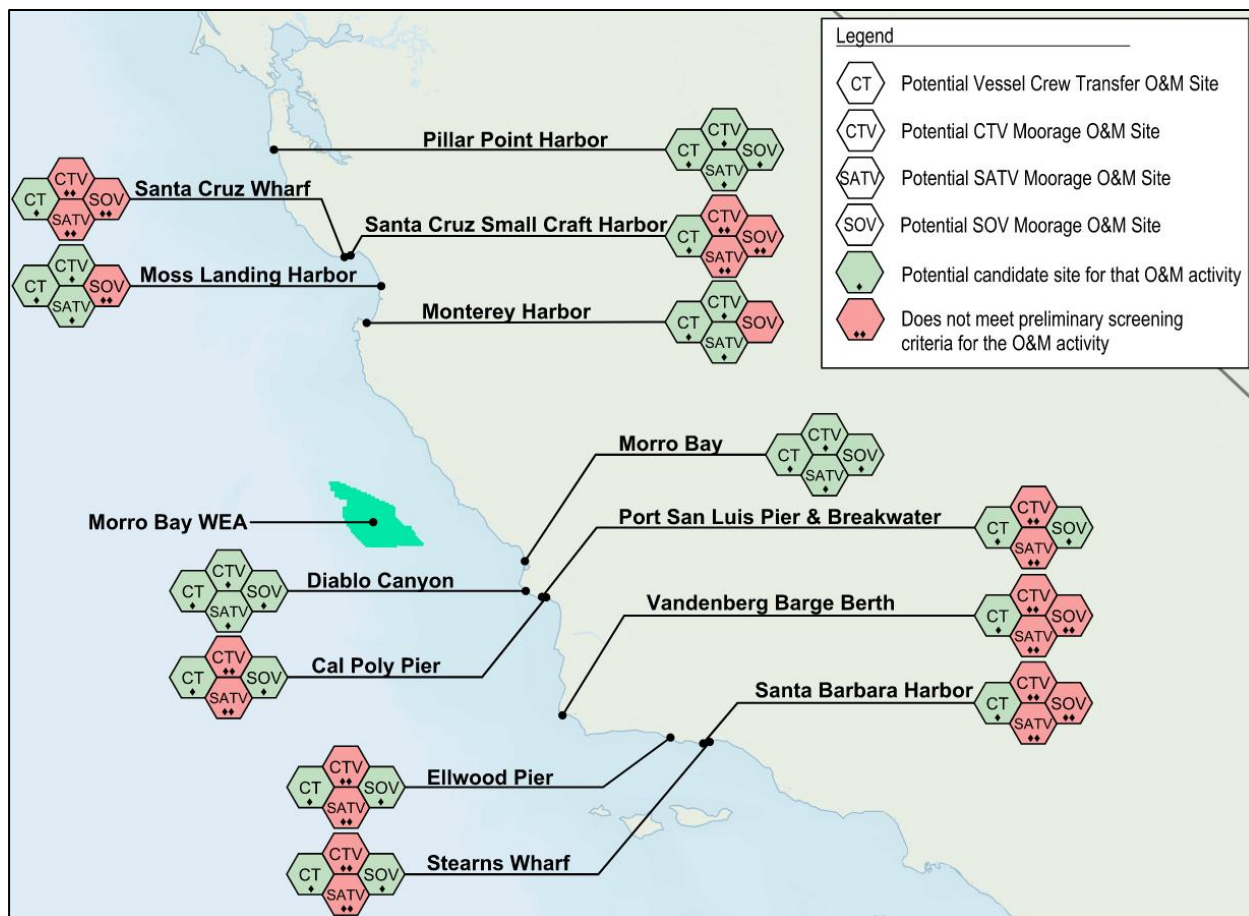 Legend
CT Potential Vessel Crew Transfer O&M Site
CTV Potential CTV Moorage O&M Site
SATV Potential SATV Moorage O&M Site
SOV Potential SOV Moorage O&M Site
Potential candidate site for that O&M activity
Does not meet preliminary screening
criteria for the O&M activity
Pillar Point Harbor
CT CTV SATV SOV
Santa Cruz Wharf
CT CTV SATV SOV
Santa Cruz Small Craft Harbor
CT CTV SATV SOV
Moss Landing Harbor
CT CTV SATV SOV
Monterey Harbor
CT CTV SATV SOV
Morro Bay
CT CTV SATV SOV
Morro Bay WEA
Port San Luis Pier & Breakwater
CT CTV SATV SOV
Diablo Canyon
CT CTV SATV SOV
Vandenberg Barge Berth
CT CTV SATV SOV
Cal Poly Pier
CT CTV SATV SOV
Santa Barbara Harbor
CT CTV SATV SOV
Ellwood Pier
CT CTV SATV SOV
Stearns Wharf
CT CTV SATV SOV